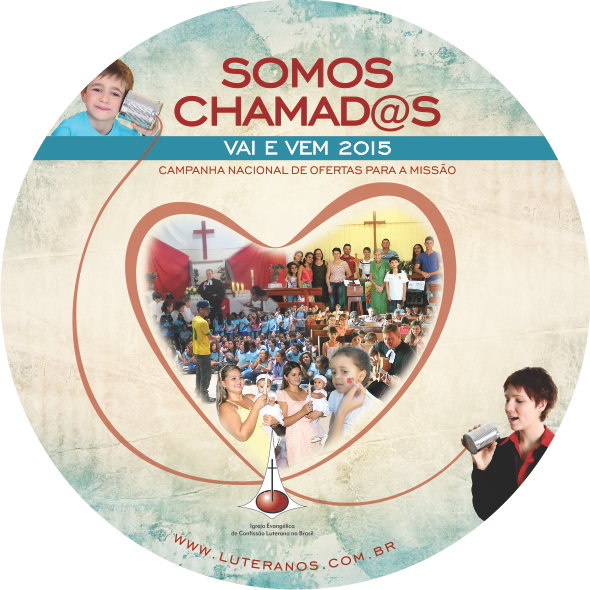 SOMOS
CHAMAD@S
VAI E VEM 2015
CAMPANHA NACIONAL DE OFERTAS PARA A MISSÃO
Igreja Evangélica
de Confissão Luterana no Brasil
WWW.LUTERANOS.COM.BR